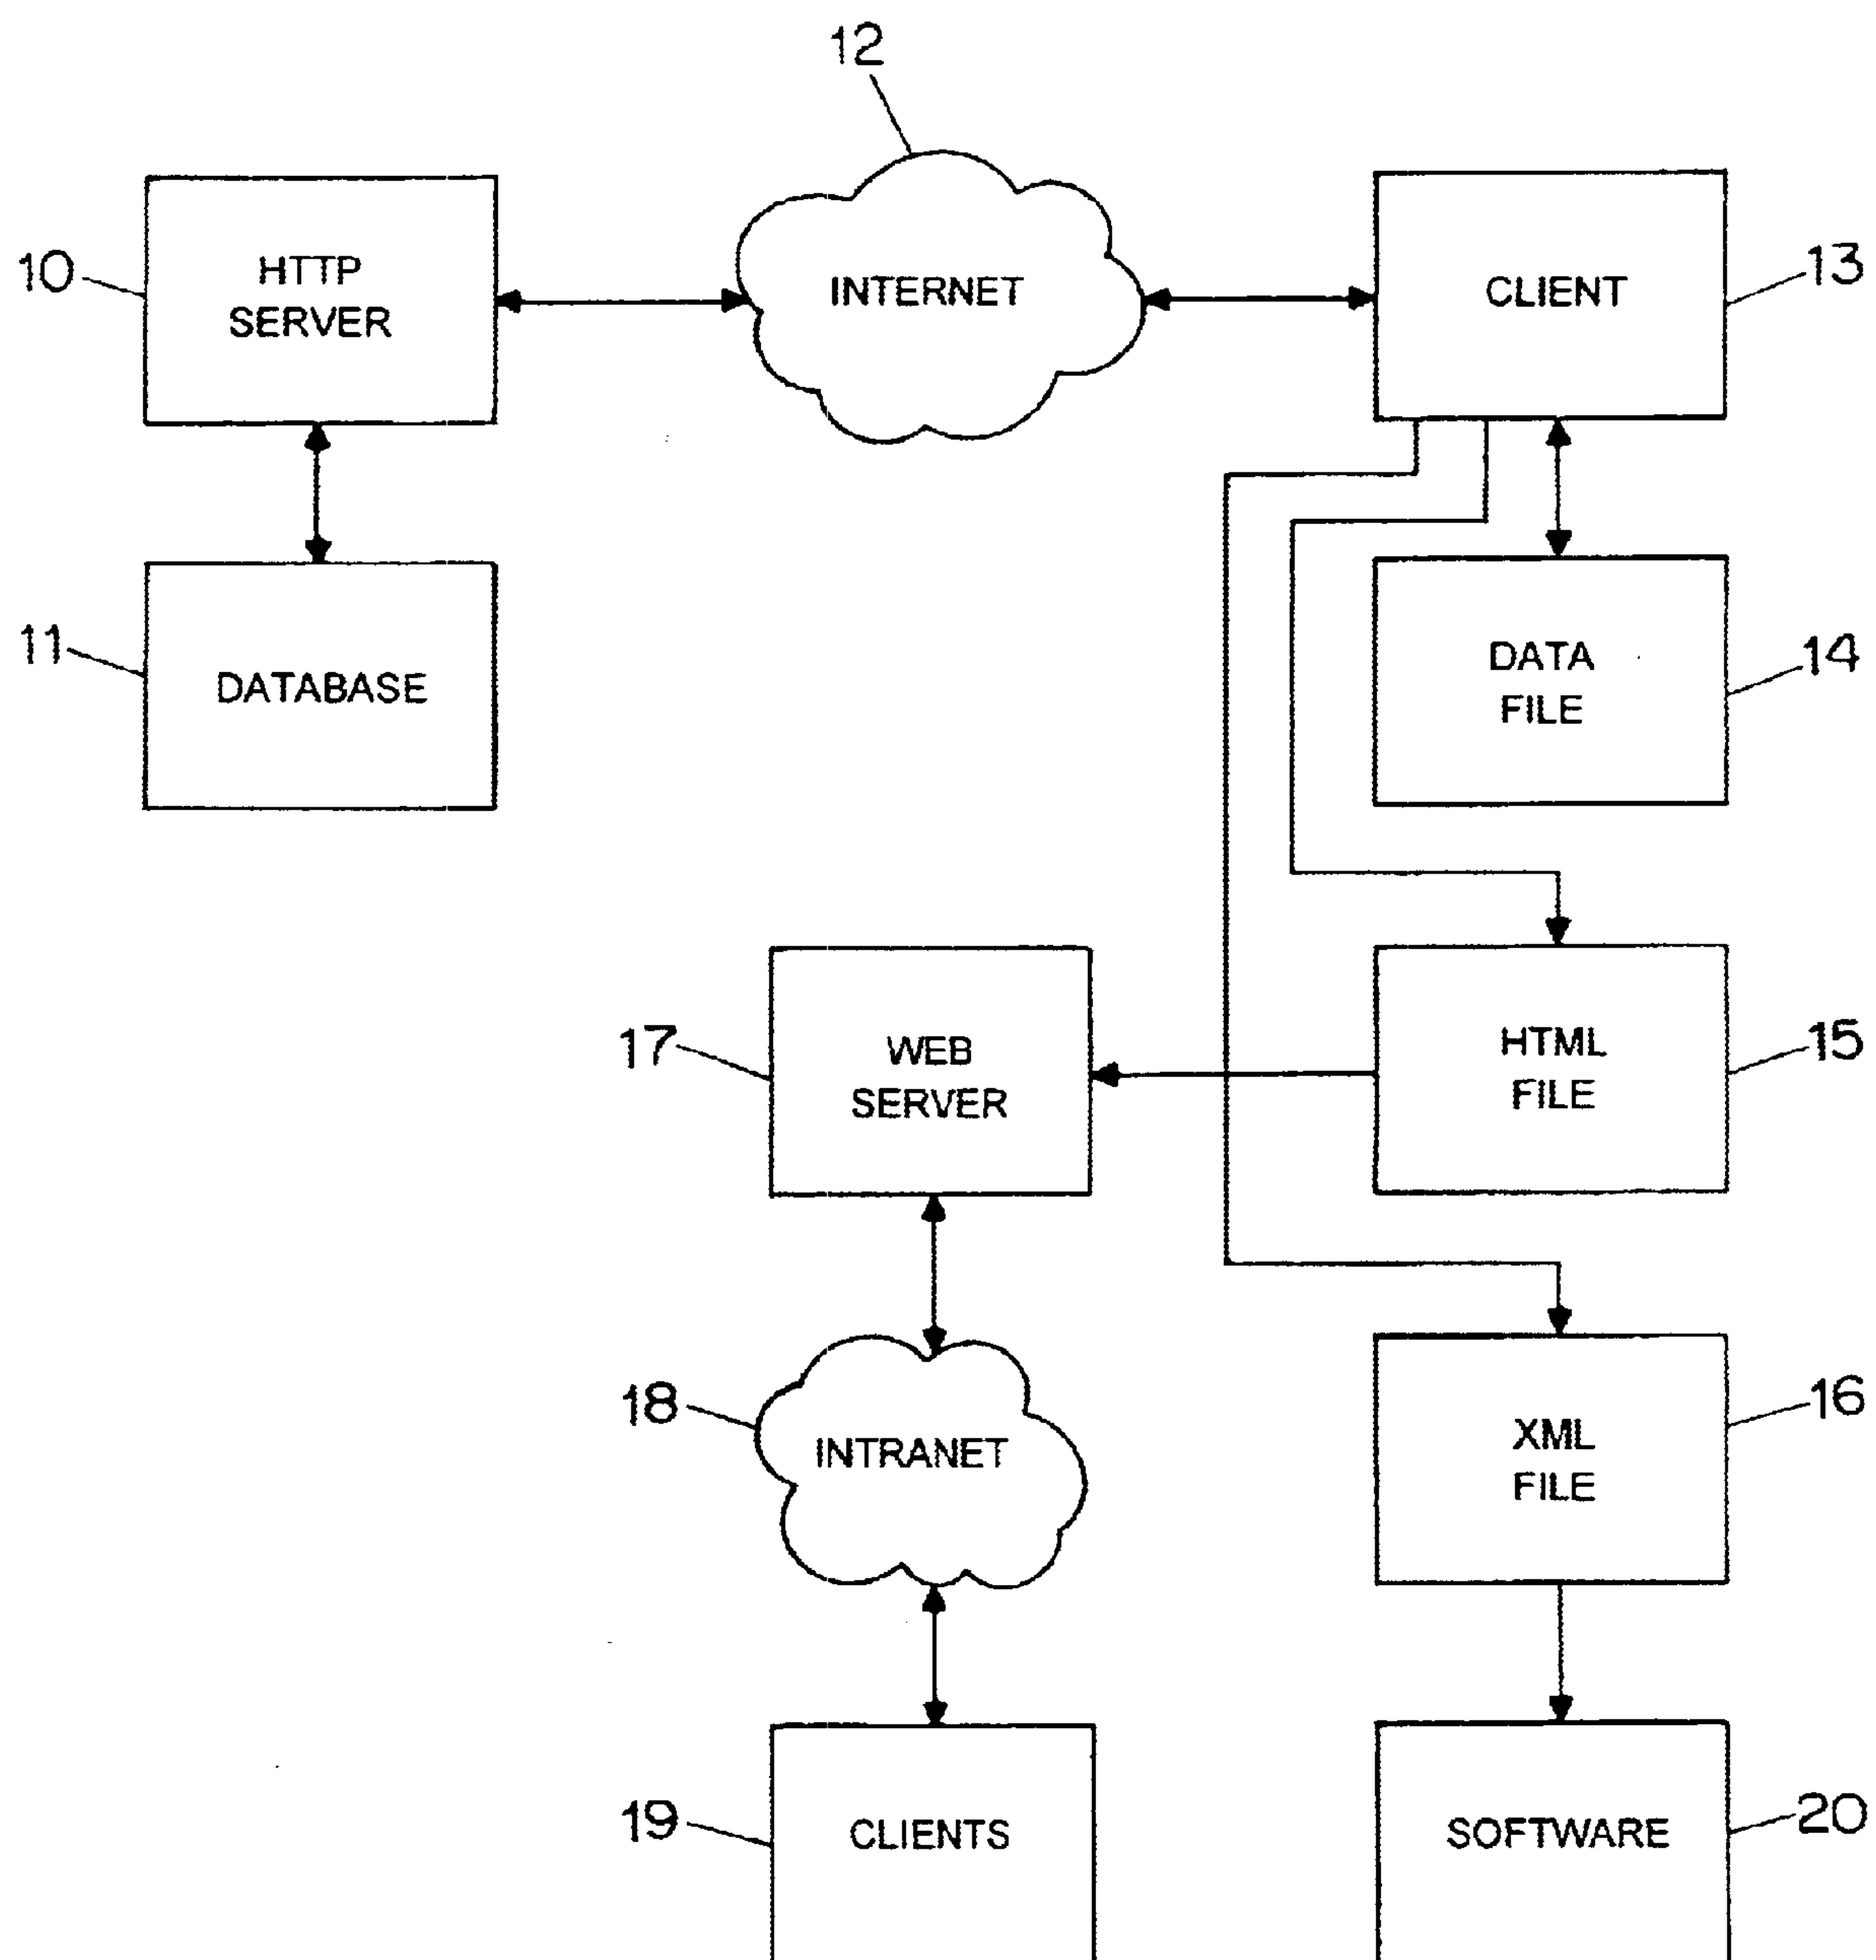 12
10
HTTP
SERVER
INTERNET
CLIENT
13
11
DATABASE
DATA
FILE
14
17
WEB
SERVER
HTML
FILE
15
18
INTRANET
XML
FILE
16
19
CLIENTS
SOFTWARE
20